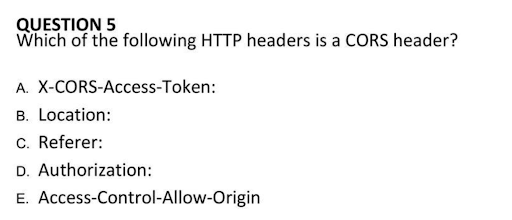 QUESTION 5
Which of the following HTTP headers is a CORS header?
A. X-CORS-Access-Token:
B. Location:
C. Referer:
D. Authorization:
E. Access-Control-Allow-Origin